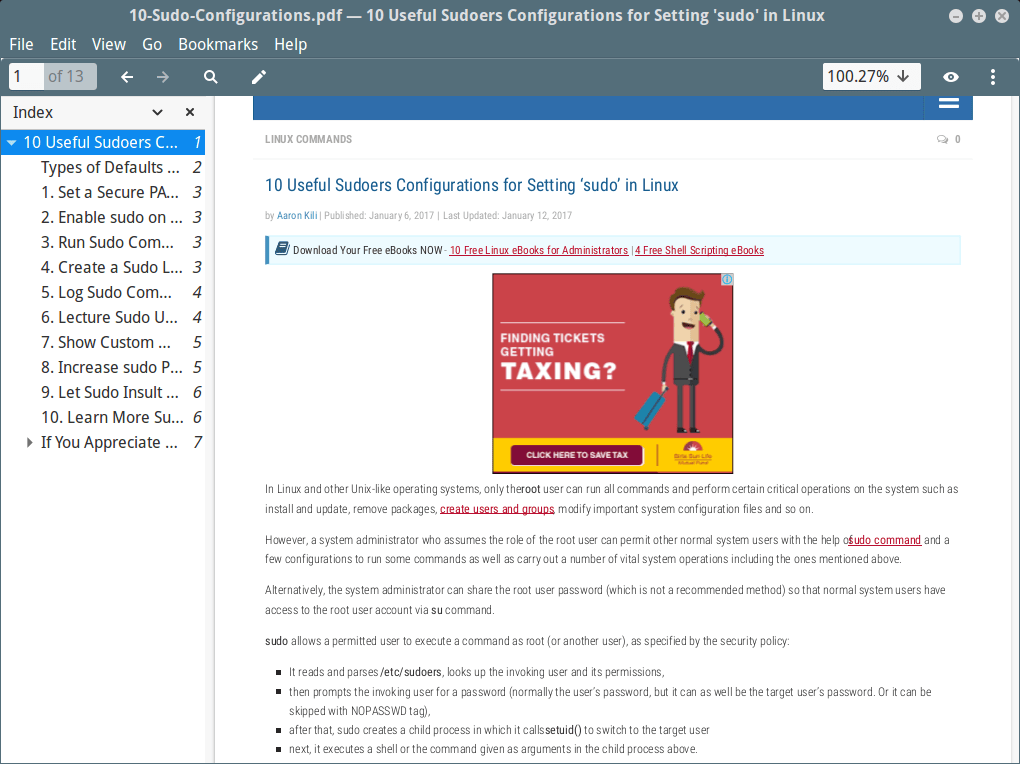 10-Sudo-Configurations.pdf — 10 Useful Sudoers Configurations for Setting 'sudo' in Linux
File Edit View Go Bookmarks Help
1 of 13 100.27%
Index
10 Useful Sudoers C... 1
Types of Defaults ... 2
1. Set a Secure PA... 3
2. Enable sudo on ... 3
3. Run Sudo Com... 3
4. Create a Sudo L... 3
5. Log Sudo Com... 4
6. Lecture Sudo U... 4
7. Show Custom ... 5
8. Increase sudo P... 5
9. Let Sudo Insult ... 6
10. Learn More Su... 6
If You Appreciate ... 7
LINUX COMMANDS 0
10 Useful Sudoers Configurations for Setting ‘sudo’ in Linux
by Aaron Kili | Published: January 6, 2017 | Last Updated: January 12, 2017
Download Your Free eBooks NOW - 10 Free Linux eBooks for Administrators | 4 Free Shell Scripting eBooks
FINDING TICKETS
GETTING
TAXING?
CLICK HERE TO SAVE TAX
Birla Sun Life
Mutual Fund
In Linux and other Unix-like operating systems, only theroot user can run all commands and perform certain critical operations on the system such as
install and update, remove packages, create users and groups, modify important system configuration files and so on.
However, a system administrator who assumes the role of the root user can permit other normal system users with the help ofsudo command and a
few configurations to run some commands as well as carry out a number of vital system operations including the ones mentioned above.
Alternatively, the system administrator can share the root user password (which is not a recommended method) so that normal system users have
access to the root user account via su command.
sudo allows a permitted user to execute a command as root (or another user), as specified by the security policy:
It reads and parses /etc/sudoers, looks up the invoking user and its permissions,
then prompts the invoking user for a password (normally the user’s password, but it can as well be the target user’s password. Or it can be
skipped with NOPASSWD tag),
after that, sudo creates a child process in which it callssetuid() to switch to the target user
next, it executes a shell or the command given as arguments in the child process above.